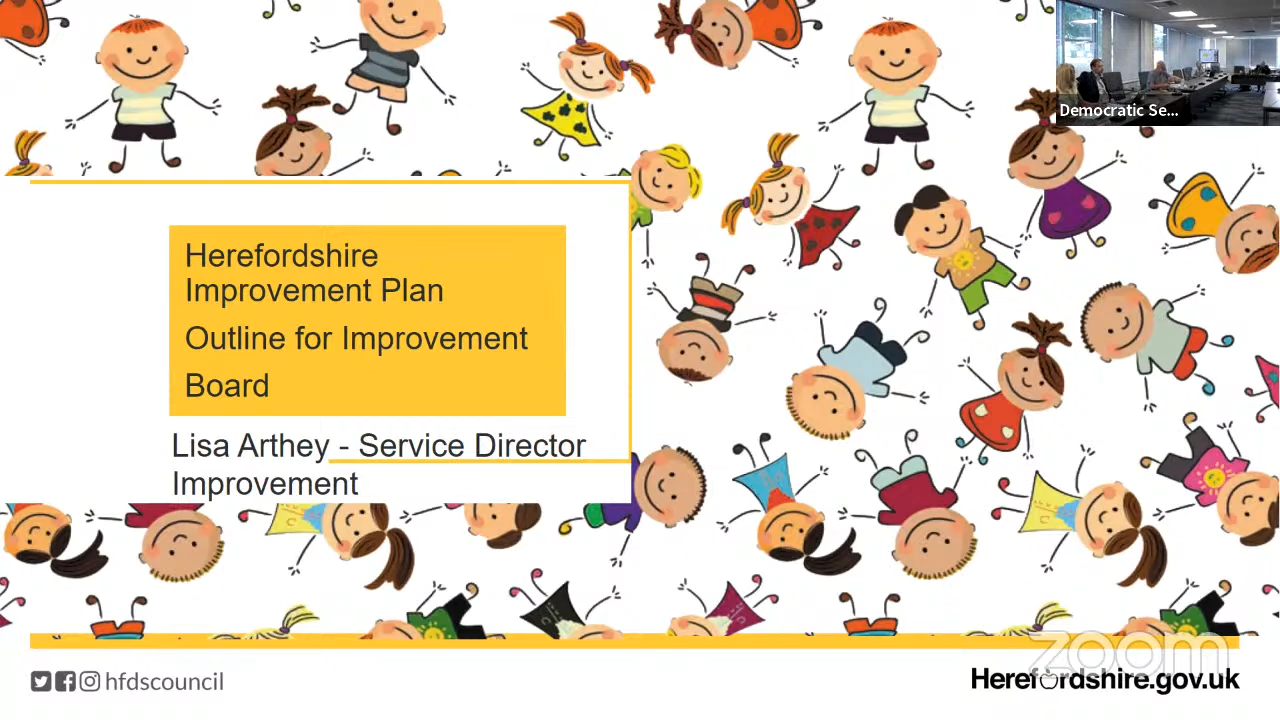 Democratic Se...
Herefordshire
Improvement Plan
Outline for Improvement
Board
Lisa Arthey - Service Director
Improvement
zoom
hfdscouncil
Herefordshire.gov.uk